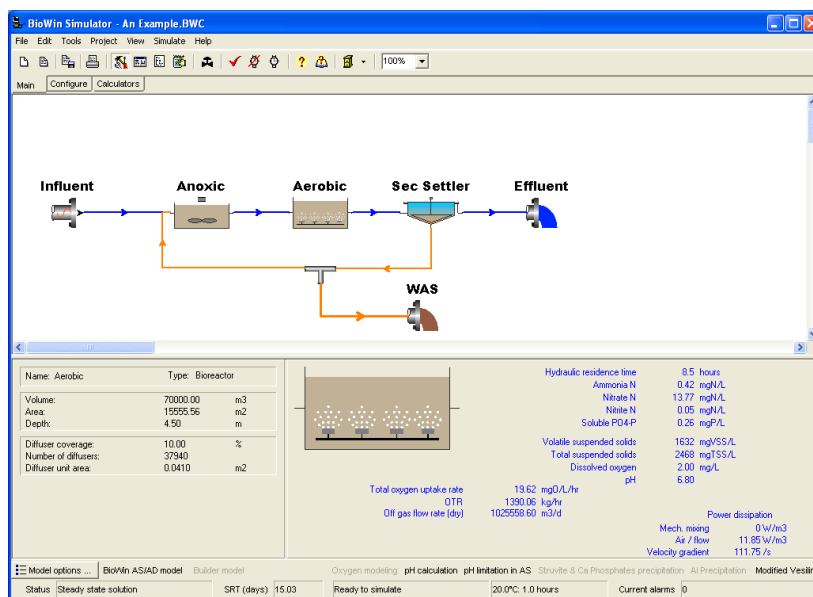 BioWin Simulator - An Example.BWC
File Edit Tools Project View Simulate Help
100%
Main Configure Calculators
Influent Anoxic Aerobic Sec Settler Effluent
WAS
Name: Aerobic Type: Bioreactor
Volume: 70000.00 m3
Area: 15555.56 m2
Depth: 4.50 m
Diffuser coverage: 10.00 %
Number of diffusers: 37940
Diffuser unit area: 0.0410 m2
Hydraulic residence time 8.5 hours
Ammonia N 0.42 mgN/L
Nitrate N 13.77 mgN/L
Nitrite N 0.05 mgN/L
Soluble PO4-P 0.26 mgP/L
Volatile suspended solids 1632 mgVSS/L
Total suspended solids 2468 mgTSS/L
Dissolved oxygen 2.00 mg/L
pH 6.80
Total oxygen uptake rate 19.62 mgO/L/hr
OTR 1390.06 kg/hr
Off gas flow rate (dry) 1025558.60 m3/d
Power dissipation
Mech. mixing 0 W/m3
Air / flow 11.85 W/m3
Velocity gradient 111.75 /s
Model options ... BioWin AS/AD model Builder model Oxygen modeling pH calculation pH limitation in AS Struvite & Ca Phosphates precipitation Al Precipitation Modified Vesilin
Status Steady state solution SRT (days) 15.03 Ready to simulate 20.0°C: 1.0 hours Current alarms 0